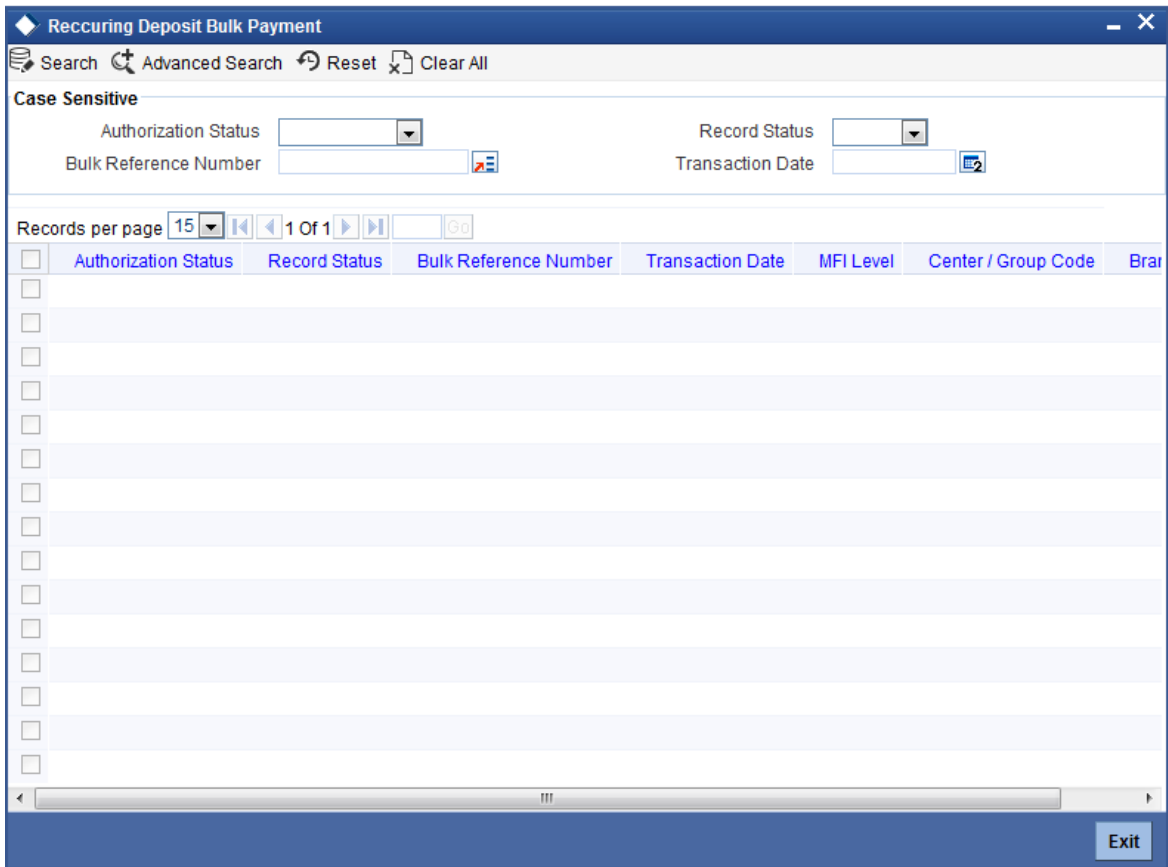 Reccuring Deposit Bulk Payment
Search Advanced Search Reset Clear All
Case Sensitive
Authorization Status Record Status
Bulk Reference Number Transaction Date
Records per page 15 1 Of 1 Go
Authorization Status Record Status Bulk Reference Number Transaction Date MFI Level Center / Group Code Bran
Exit